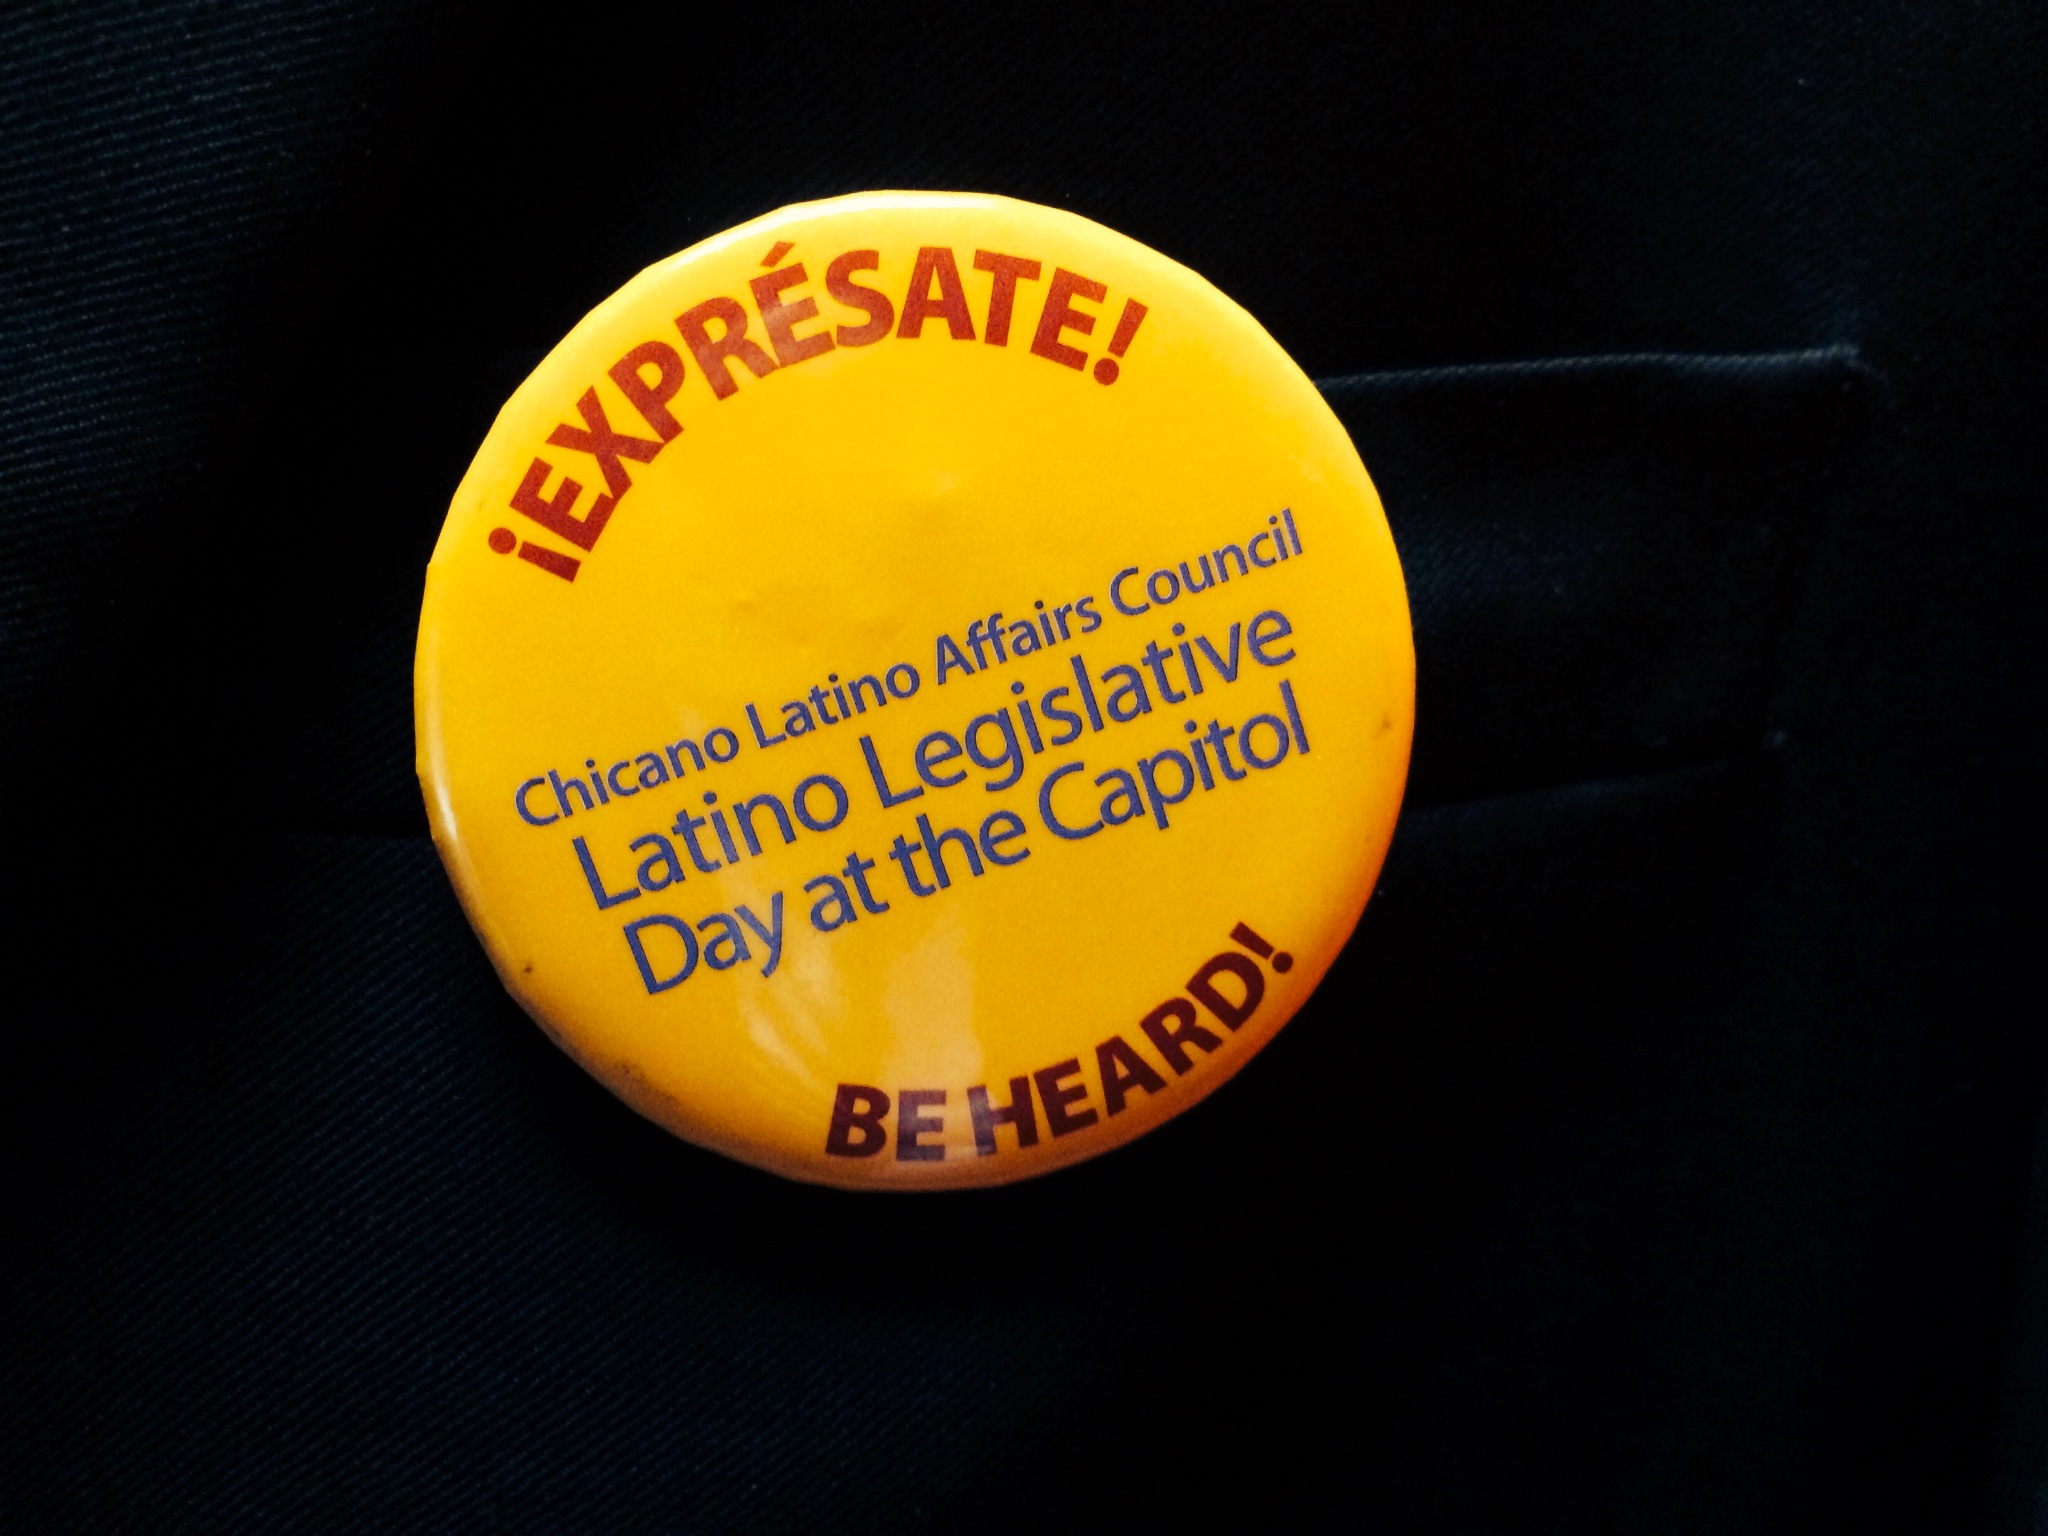 ¡EXPRÉSATE!
Chicano Latino Affairs Council
Latino Legislative
Day at the Capitol
BE HEARD!